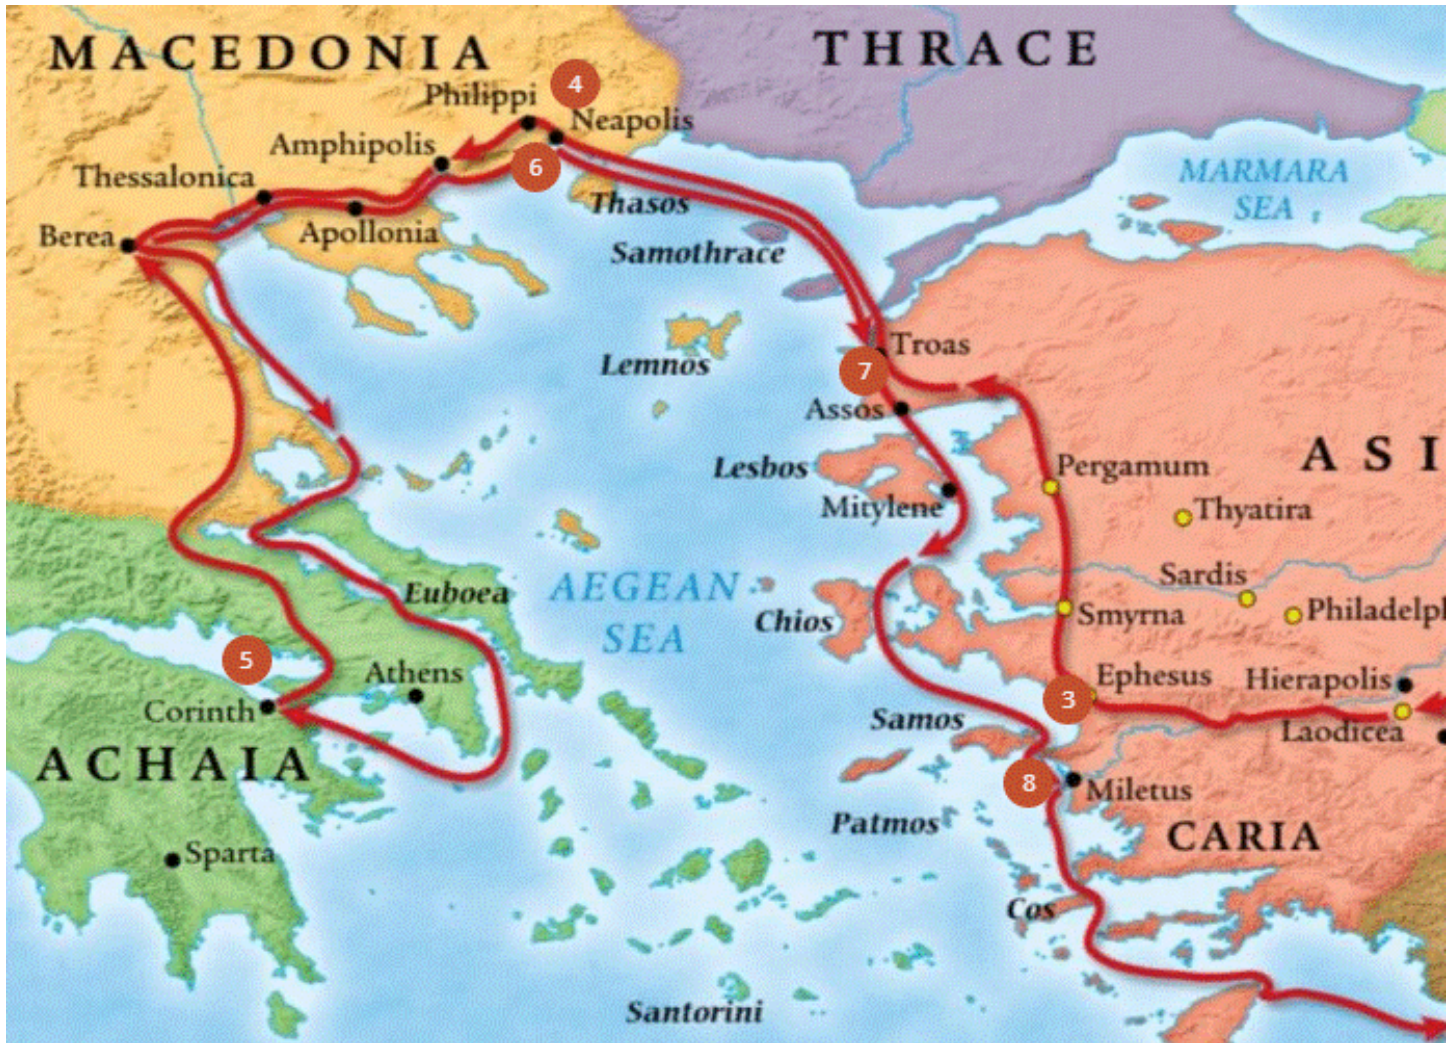 MACEDONIA
THRACE
4
Philippi
Neapolis
Amphipolis
6
Thessalonica
MARMARA
SEA
Thasos
Berea
Apollonia
Samothrace
Troas
Lemnos
7
Assos
ASI
Lesbos
Pergamum
Mitylene
Thyatira
Sardis
AEGEAN
SEA
Euboea
Chios
Smyrna
Philadelph
5
Athens
Ephesus
Hierapolis
3
Corinth
Samos
Laodicea
ACHAIA
8
Miletus
Patmos
CARIA
Sparta
Cos
Santorini